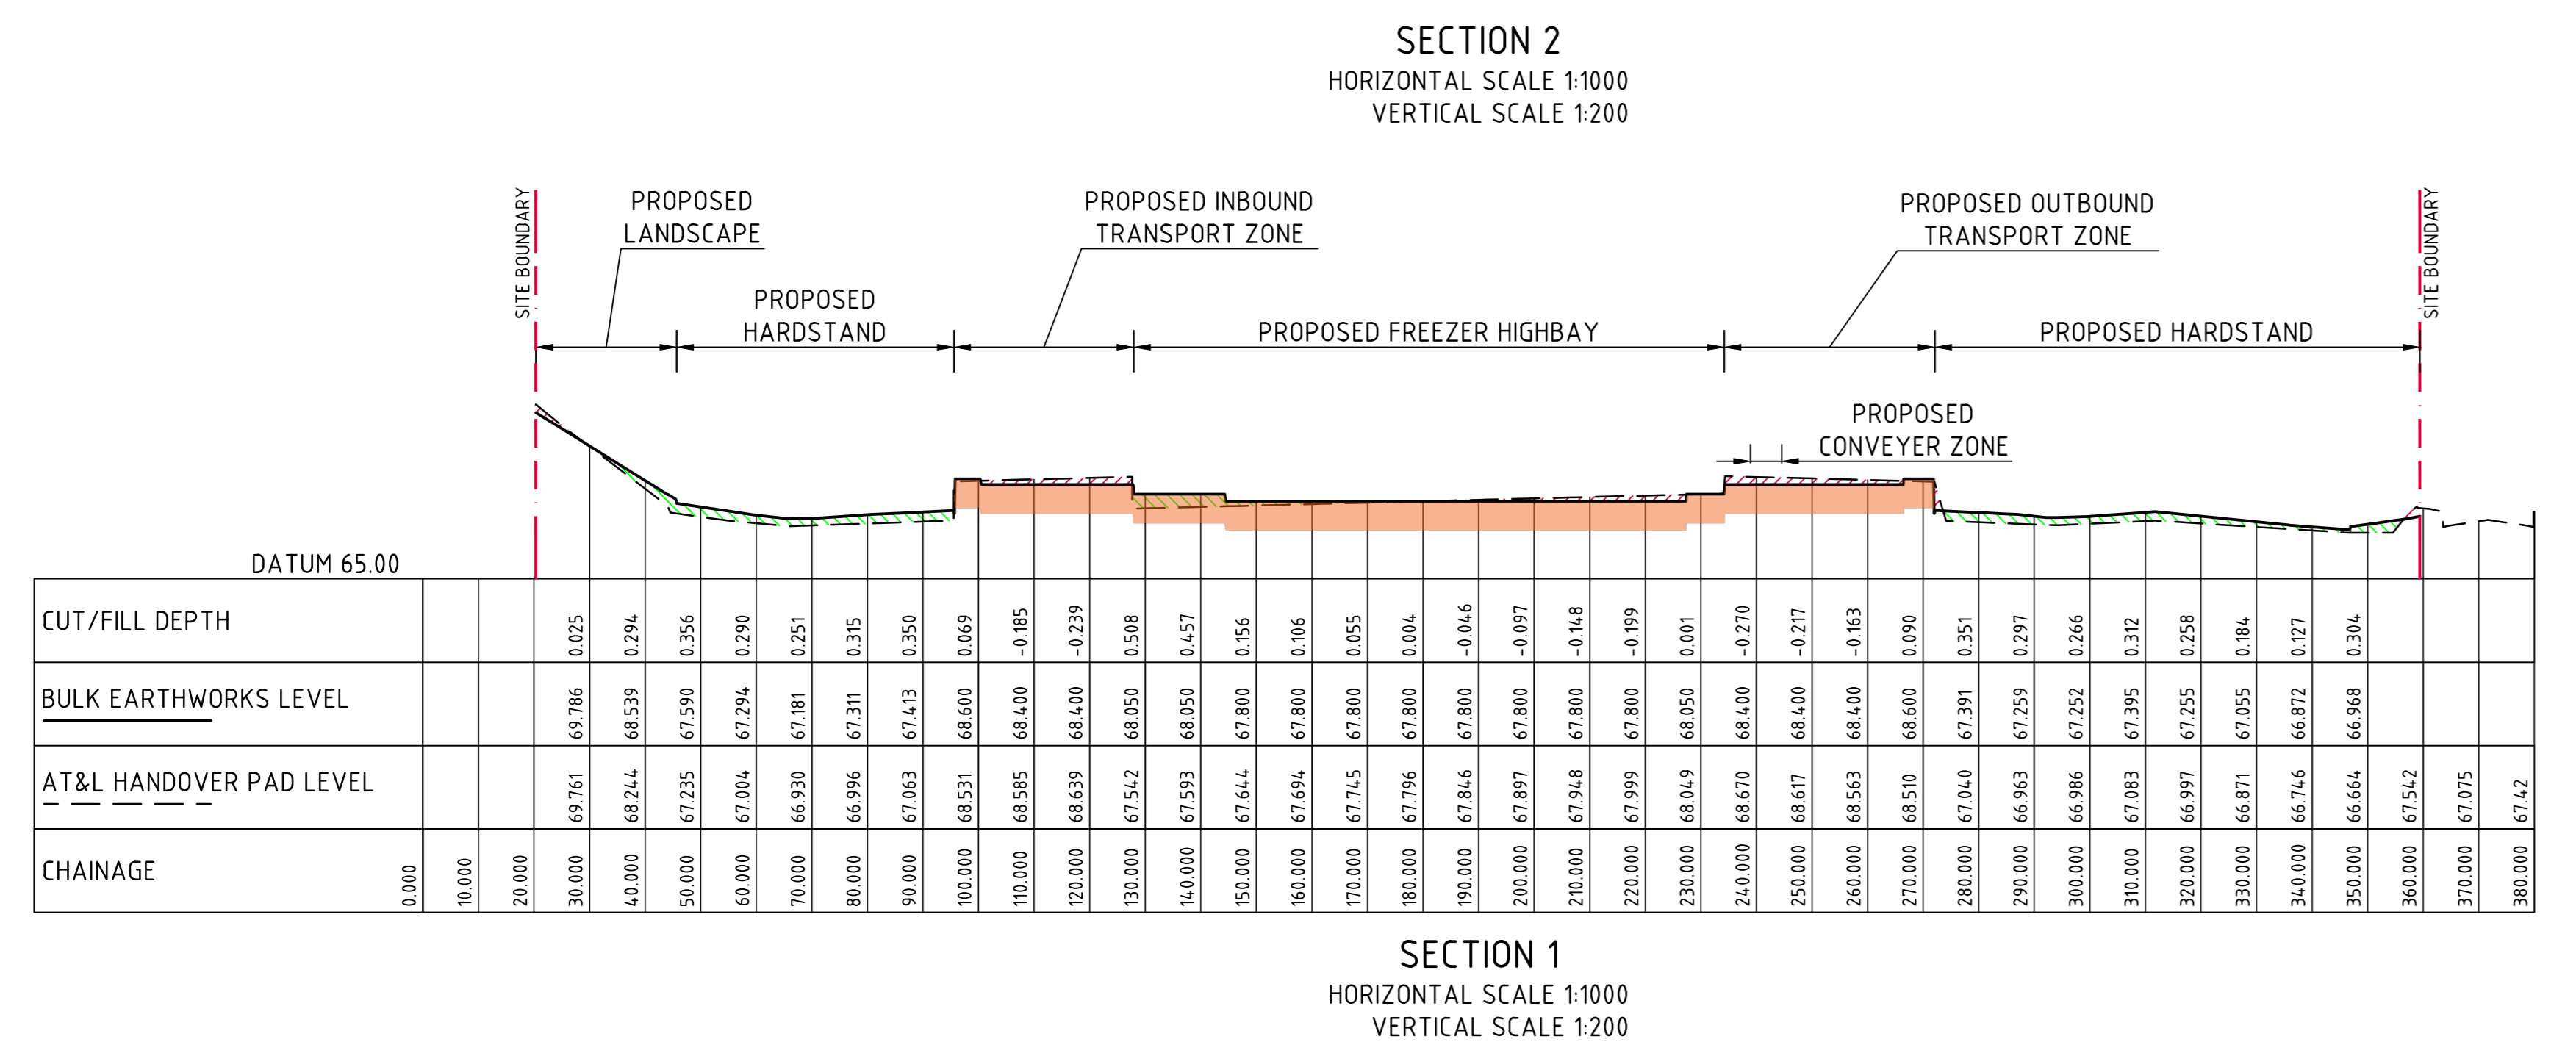 SECTION 2
HORIZONTAL SCALE 1:1000
VERTICAL SCALE 1:200
SITE BOUNDARY
PROPOSED
LANDSCAPE
PROPOSED
HARDSTAND
PROPOSED INBOUND
TRANSPORT ZONE
PROPOSED FREEZER HIGHBAY
PROPOSED OUTBOUND
TRANSPORT ZONE
PROPOSED HARDSTAND
SITE BOUNDARY
PROPOSED
CONVEYER ZONE
DATUM 65.00
CUT/FILL DEPTH 0.025 0.294 0.356 0.290 0.251 0.315 0.350 0.069 -0.185 -0.239 0.508 0.457 0.156 0.106 0.055 0.004 -0.046 -0.097 -0.148 -0.199 0.001 -0.270 -0.217 -0.163 0.090 0.351 0.297 0.266 0.312 0.258 0.184 0.127 0.304
BULK EARTHWORKS LEVEL 69.786 68.539 67.590 67.294 67.181 67.311 67.413 68.600 68.400 68.400 68.050 68.050 67.800 67.800 67.800 67.800 67.800 67.800 67.800 67.800 68.050 68.400 68.400 68.400 68.600 67.391 67.259 67.252 67.395 67.255 67.055 66.872 66.968
AT&L HANDOVER PAD LEVEL 69.761 68.244 67.235 67.004 66.930 66.996 67.063 68.531 68.585 68.639 67.542 67.593 67.644 67.694 67.745 67.796 67.846 67.897 67.948 67.999 68.049 68.670 68.617 68.563 68.510 67.040 66.963 66.986 67.083 66.997 66.871 66.746 66.664 67.542 67.075 67.42
CHAINAGE 0.000 10.000 20.000 30.000 40.000 50.000 60.000 70.000 80.000 90.000 100.000 110.000 120.000 130.000 140.000 150.000 160.000 170.000 180.000 190.000 200.000 210.000 220.000 230.000 240.000 250.000 260.000 270.000 280.000 290.000 300.000 310.000 320.000 330.000 340.000 350.000 360.000 370.000 380.000
SECTION 1
HORIZONTAL SCALE 1:1000
VERTICAL SCALE 1:200